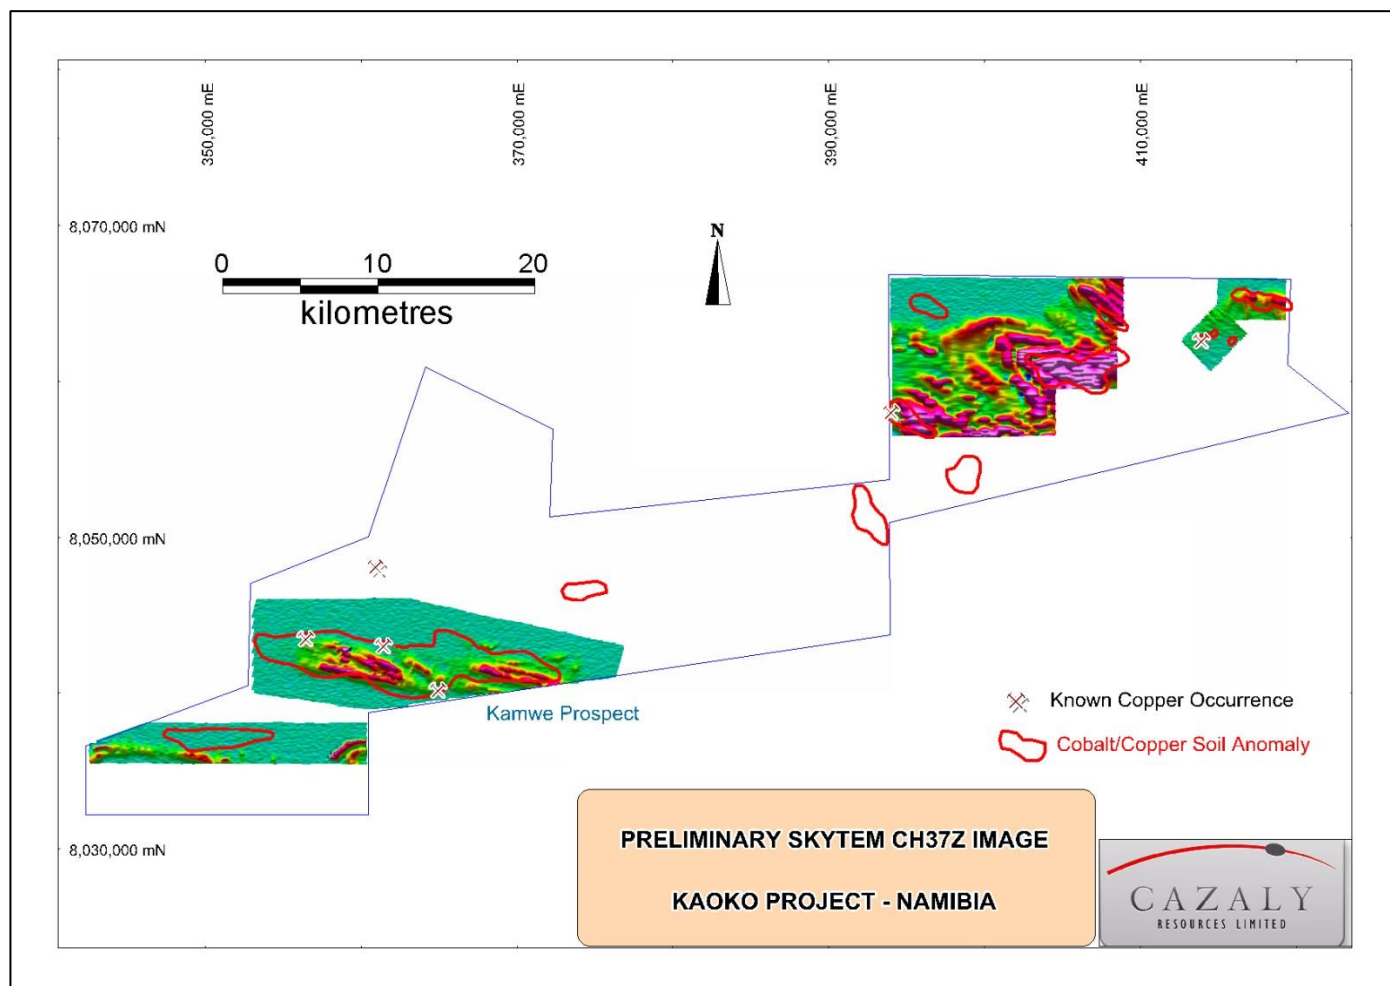 350,000 mE
370,000 mE
390,000 mE
410,000 mE
8,070,000 mN
N
0 10 20
kilometres
8,050,000 mN
Kamwe Prospect
Known Copper Occurrence
Cobalt/Copper Soil Anomaly
8,030,000 mN
PRELIMINARY SKYTEM CH37Z IMAGE
KAOKO PROJECT - NAMIBIA
CAZALY
RESOURCES LIMITED